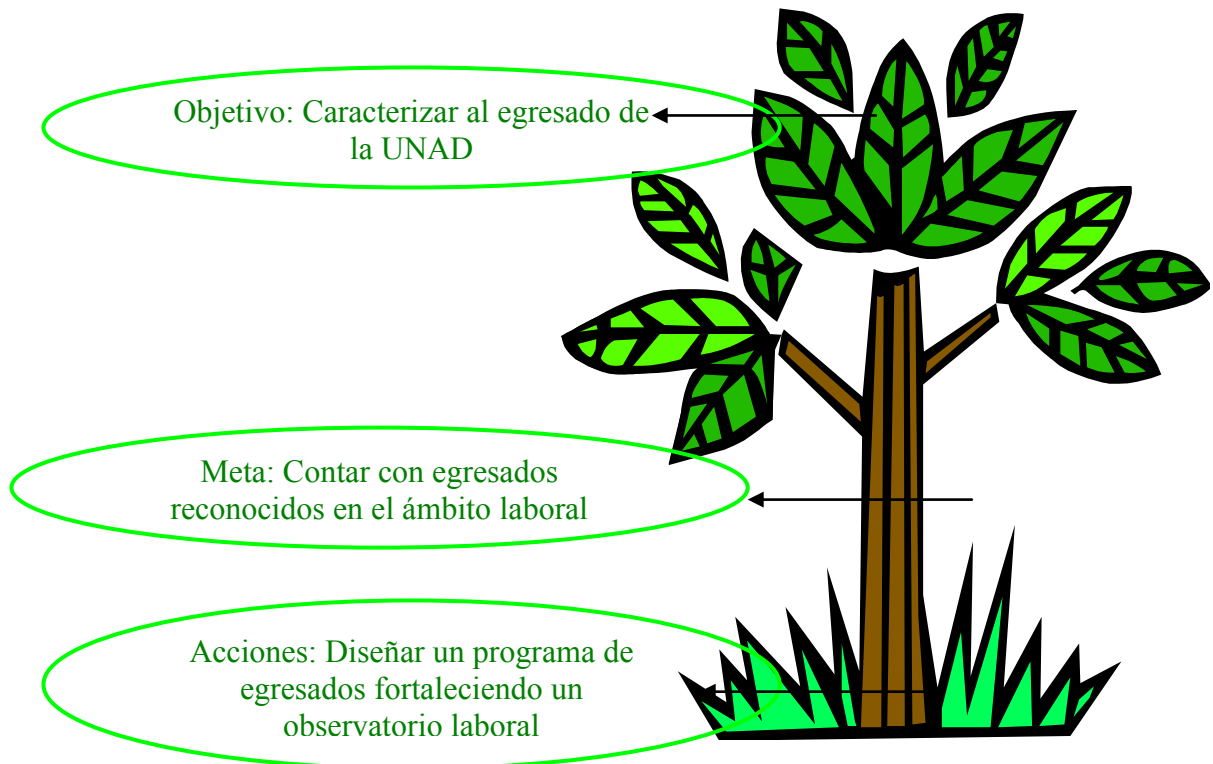 Objetivo: Caracterizar al egresado de
la UNAD
Meta: Contar con egresados
reconocidos en el ámbito laboral
Acciones: Diseñar un programa de
egresados fortaleciendo un
observatorio laboral